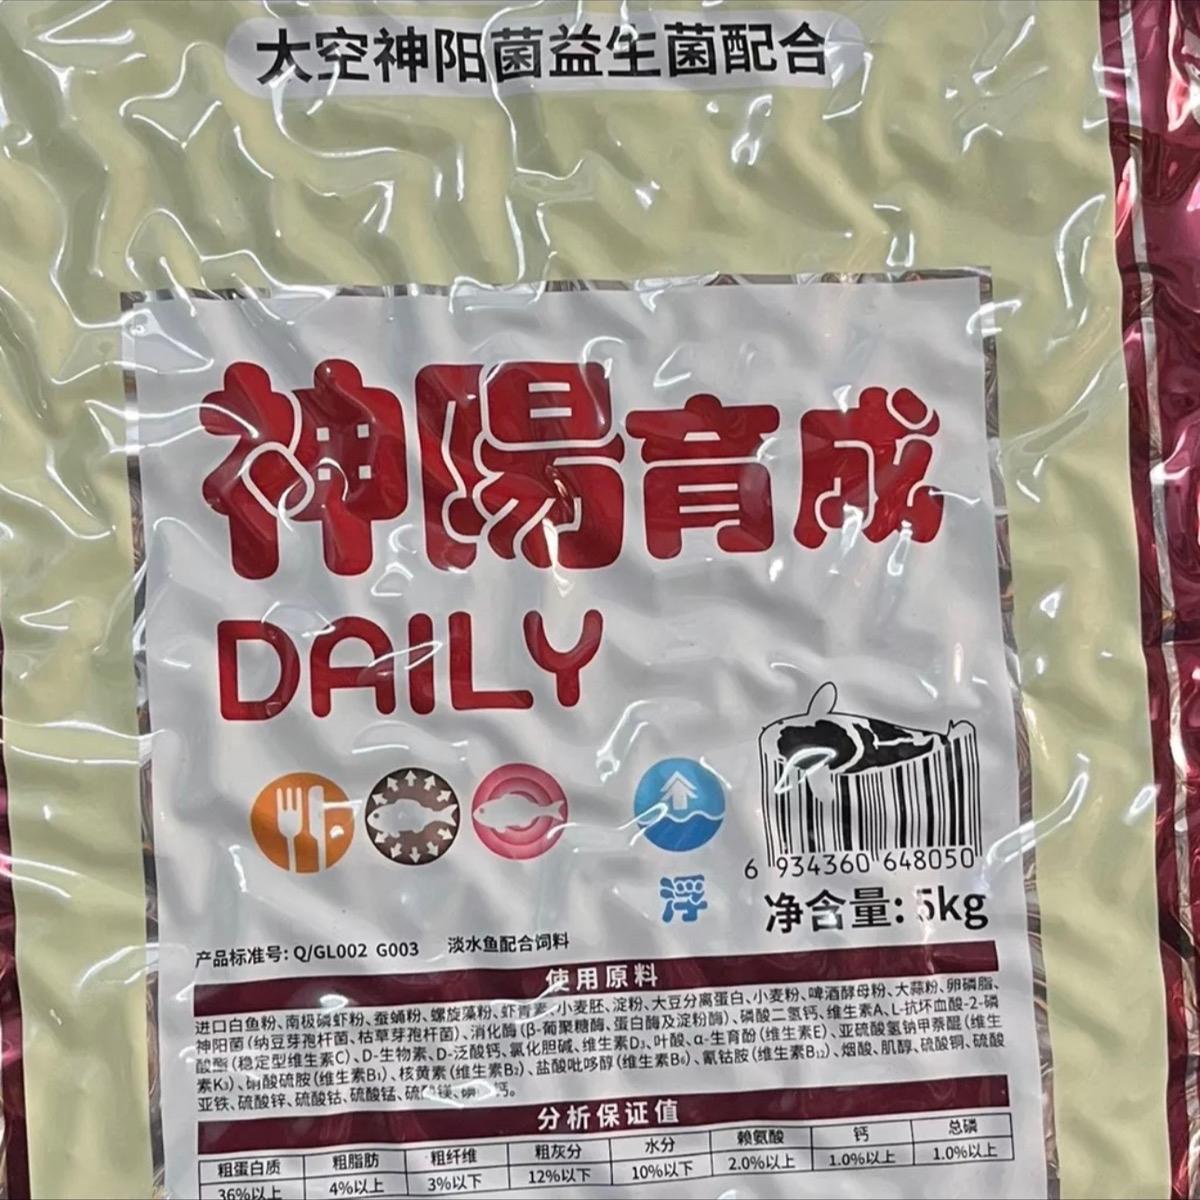 太空神阳菌益生菌配合
神陽育成
DAILY
浮
6 934360 648050
净含量: 5kg
产品标准号: Q/GL002 G003 淡水鱼配合饲料
使用原料
进口白鱼粉、南极磷虾粉、蚕蛹粉、螺旋藻粉、虾青素、小麦胚、淀粉、大豆分离蛋白、小麦粉、啤酒酵母粉、大蒜粉、卵磷脂、
神阳菌(纳豆芽孢杆菌、枯草芽孢杆菌)、消化酶(β-葡聚糖酶、蛋白酶及淀粉酶)、磷酸二氢钙、维生素A、L-抗坏血酸-2-磷
酸酯(稳定型维生素C)、D-生物素、D-泛酸钙、氯化胆碱、维生素D₃、叶酸、α-生育酚(维生素E)、亚硫酸氢钠甲萘醌(维生
素K₃)、硝酸硫胺(维生素B₁)、核黄素(维生素B₂)、盐酸吡哆醇(维生素B₆)、氰钴胺(维生素B₁₂)、烟酸、肌醇、硫酸铜、硫酸
亚铁、硫酸锌、硫酸钴、硫酸锰、硫酸镁、钙。
分析保证值
粗蛋白质 粗脂肪 粗纤维 粗灰分 水分 赖氨酸 钙 总磷
36%以上 4%以上 3%以下 12%以下 10%以下 2.0%以上 1.0%以上 1.0%以上